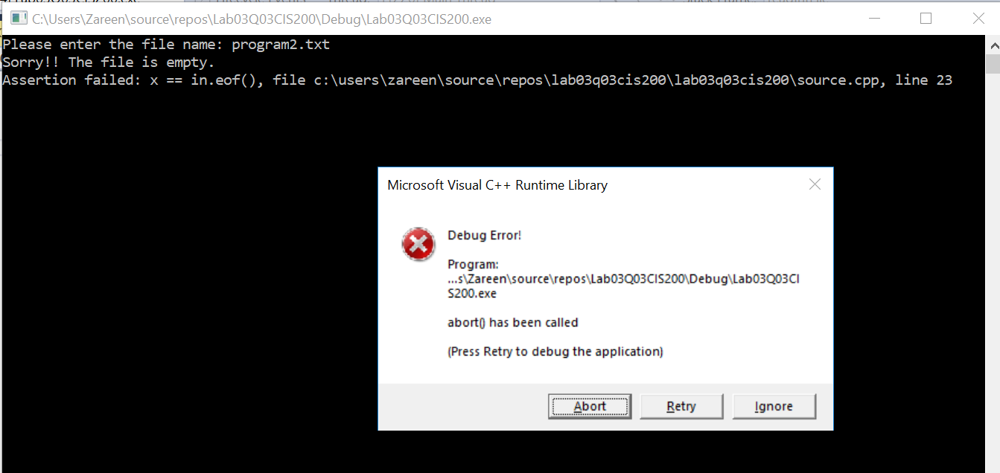 C:\Users\Zareen\source\repos\Lab03Q03CIS200\Debug\Lab03Q03CIS200.exe
Please enter the file name: program2.txt
Sorry!! The file is empty.
Assertion failed: x == in.eof(), file c:\users\zareen\source\repos\lab03q03cis200\lab03q03cis200\source.cpp, line 23
Microsoft Visual C++ Runtime Library
Debug Error!
Program:
...s\Zareen\source\repos\Lab03Q03CIS200\Debug\Lab03Q03CI
S200.exe
abort() has been called
(Press Retry to debug the application)
Abort Retry Ignore